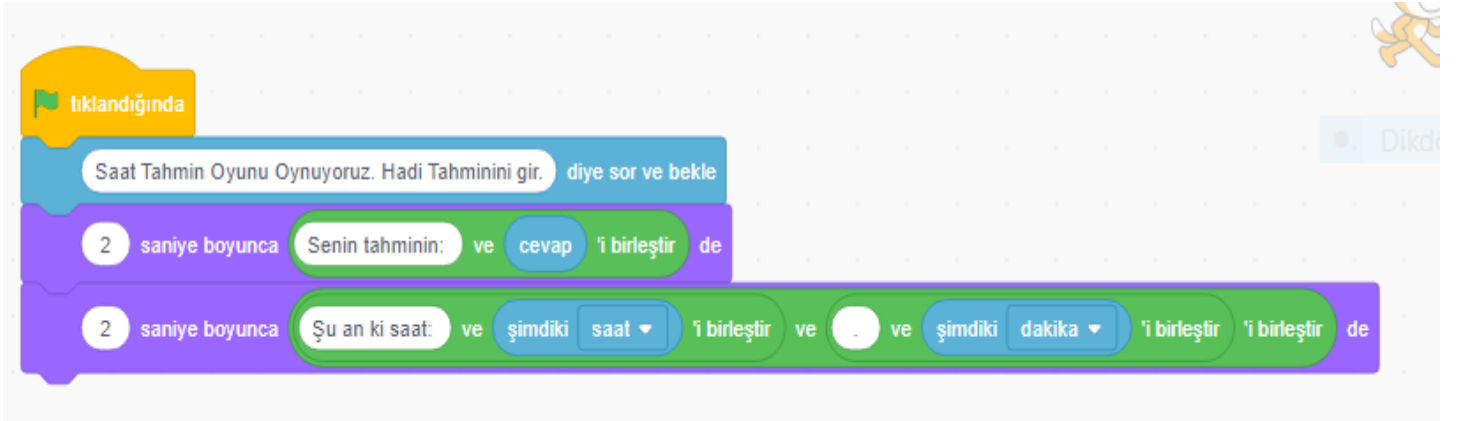 tıklandığında
Saat Tahmin Oyunu Oynuyoruz. Hadi Tahminini gir. diye sor ve bekle
2 saniye boyunca Senin tahminin: ve cevap 'i birleştir de
2 saniye boyunca Şu an ki saat: ve şimdiki saat 'i birleştir ve . ve şimdiki dakika 'i birleştir 'i birleştir de